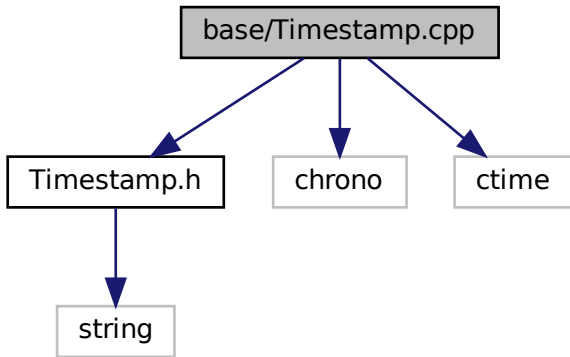 base/Timestamp.cpp
Timestamp.h
chrono
ctime
string